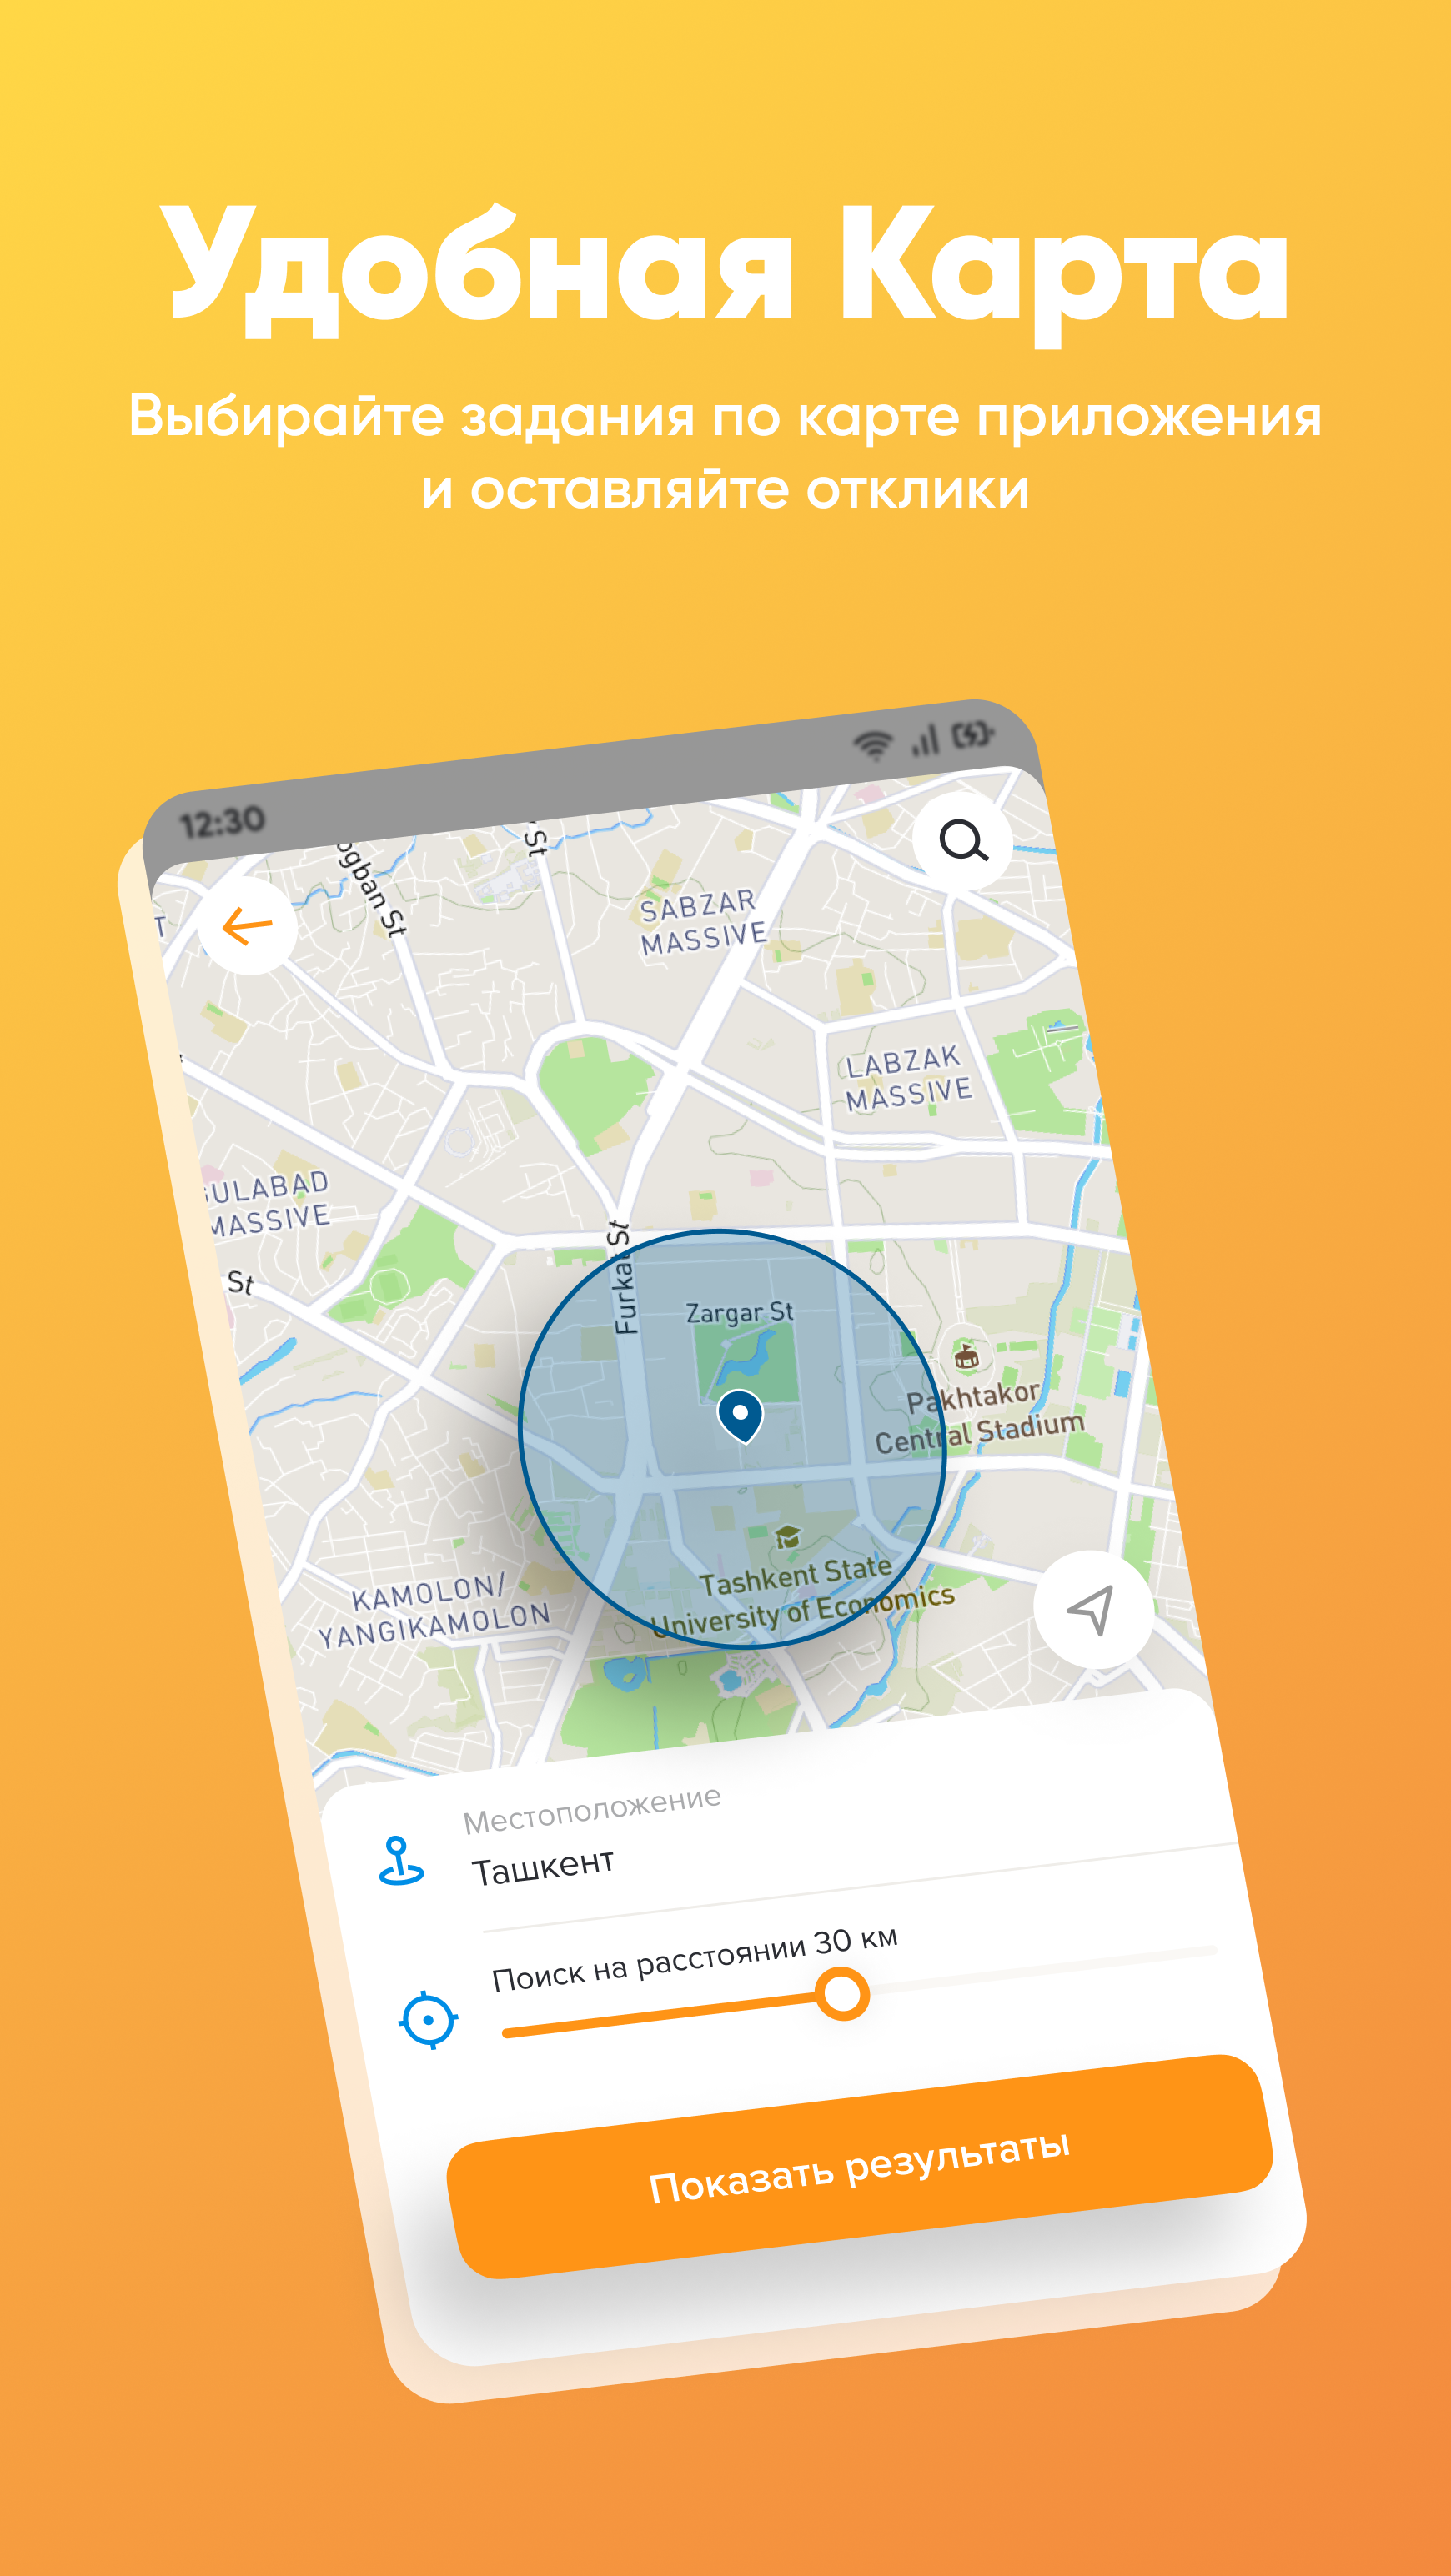 Удобная Карта
Выбирайте задания по карте приложения
и оставляйте отклики
12:30
St
St
SABZAR
MASSIVE
LABZAK
MASSIVE
MASSIVE
St
Furkat St
Zargar St
Pakhtakor
Central Stadium
Tashkent State
University of Economics
KAMOLON/
YANGIKAMOLON
Местоположение
Ташкент
Поиск на расстоянии 30 км
Показать результаты